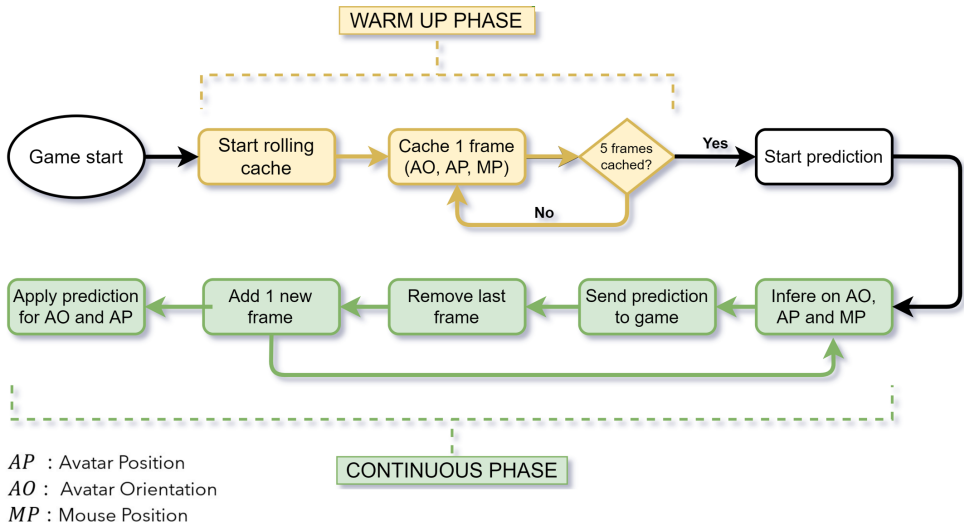 WARM UP PHASE
Game start
Start rolling
cache
Cache 1 frame
(AO, AP, MP)
5 frames
cached?
Yes
Start prediction
No
Apply prediction
for AO and AP
Add 1 new
frame
Remove last
frame
Send prediction
to game
Infere on AO,
AP and MP
CONTINUOUS PHASE
AP : Avatar Position
AO : Avatar Orientation
MP : Mouse Position